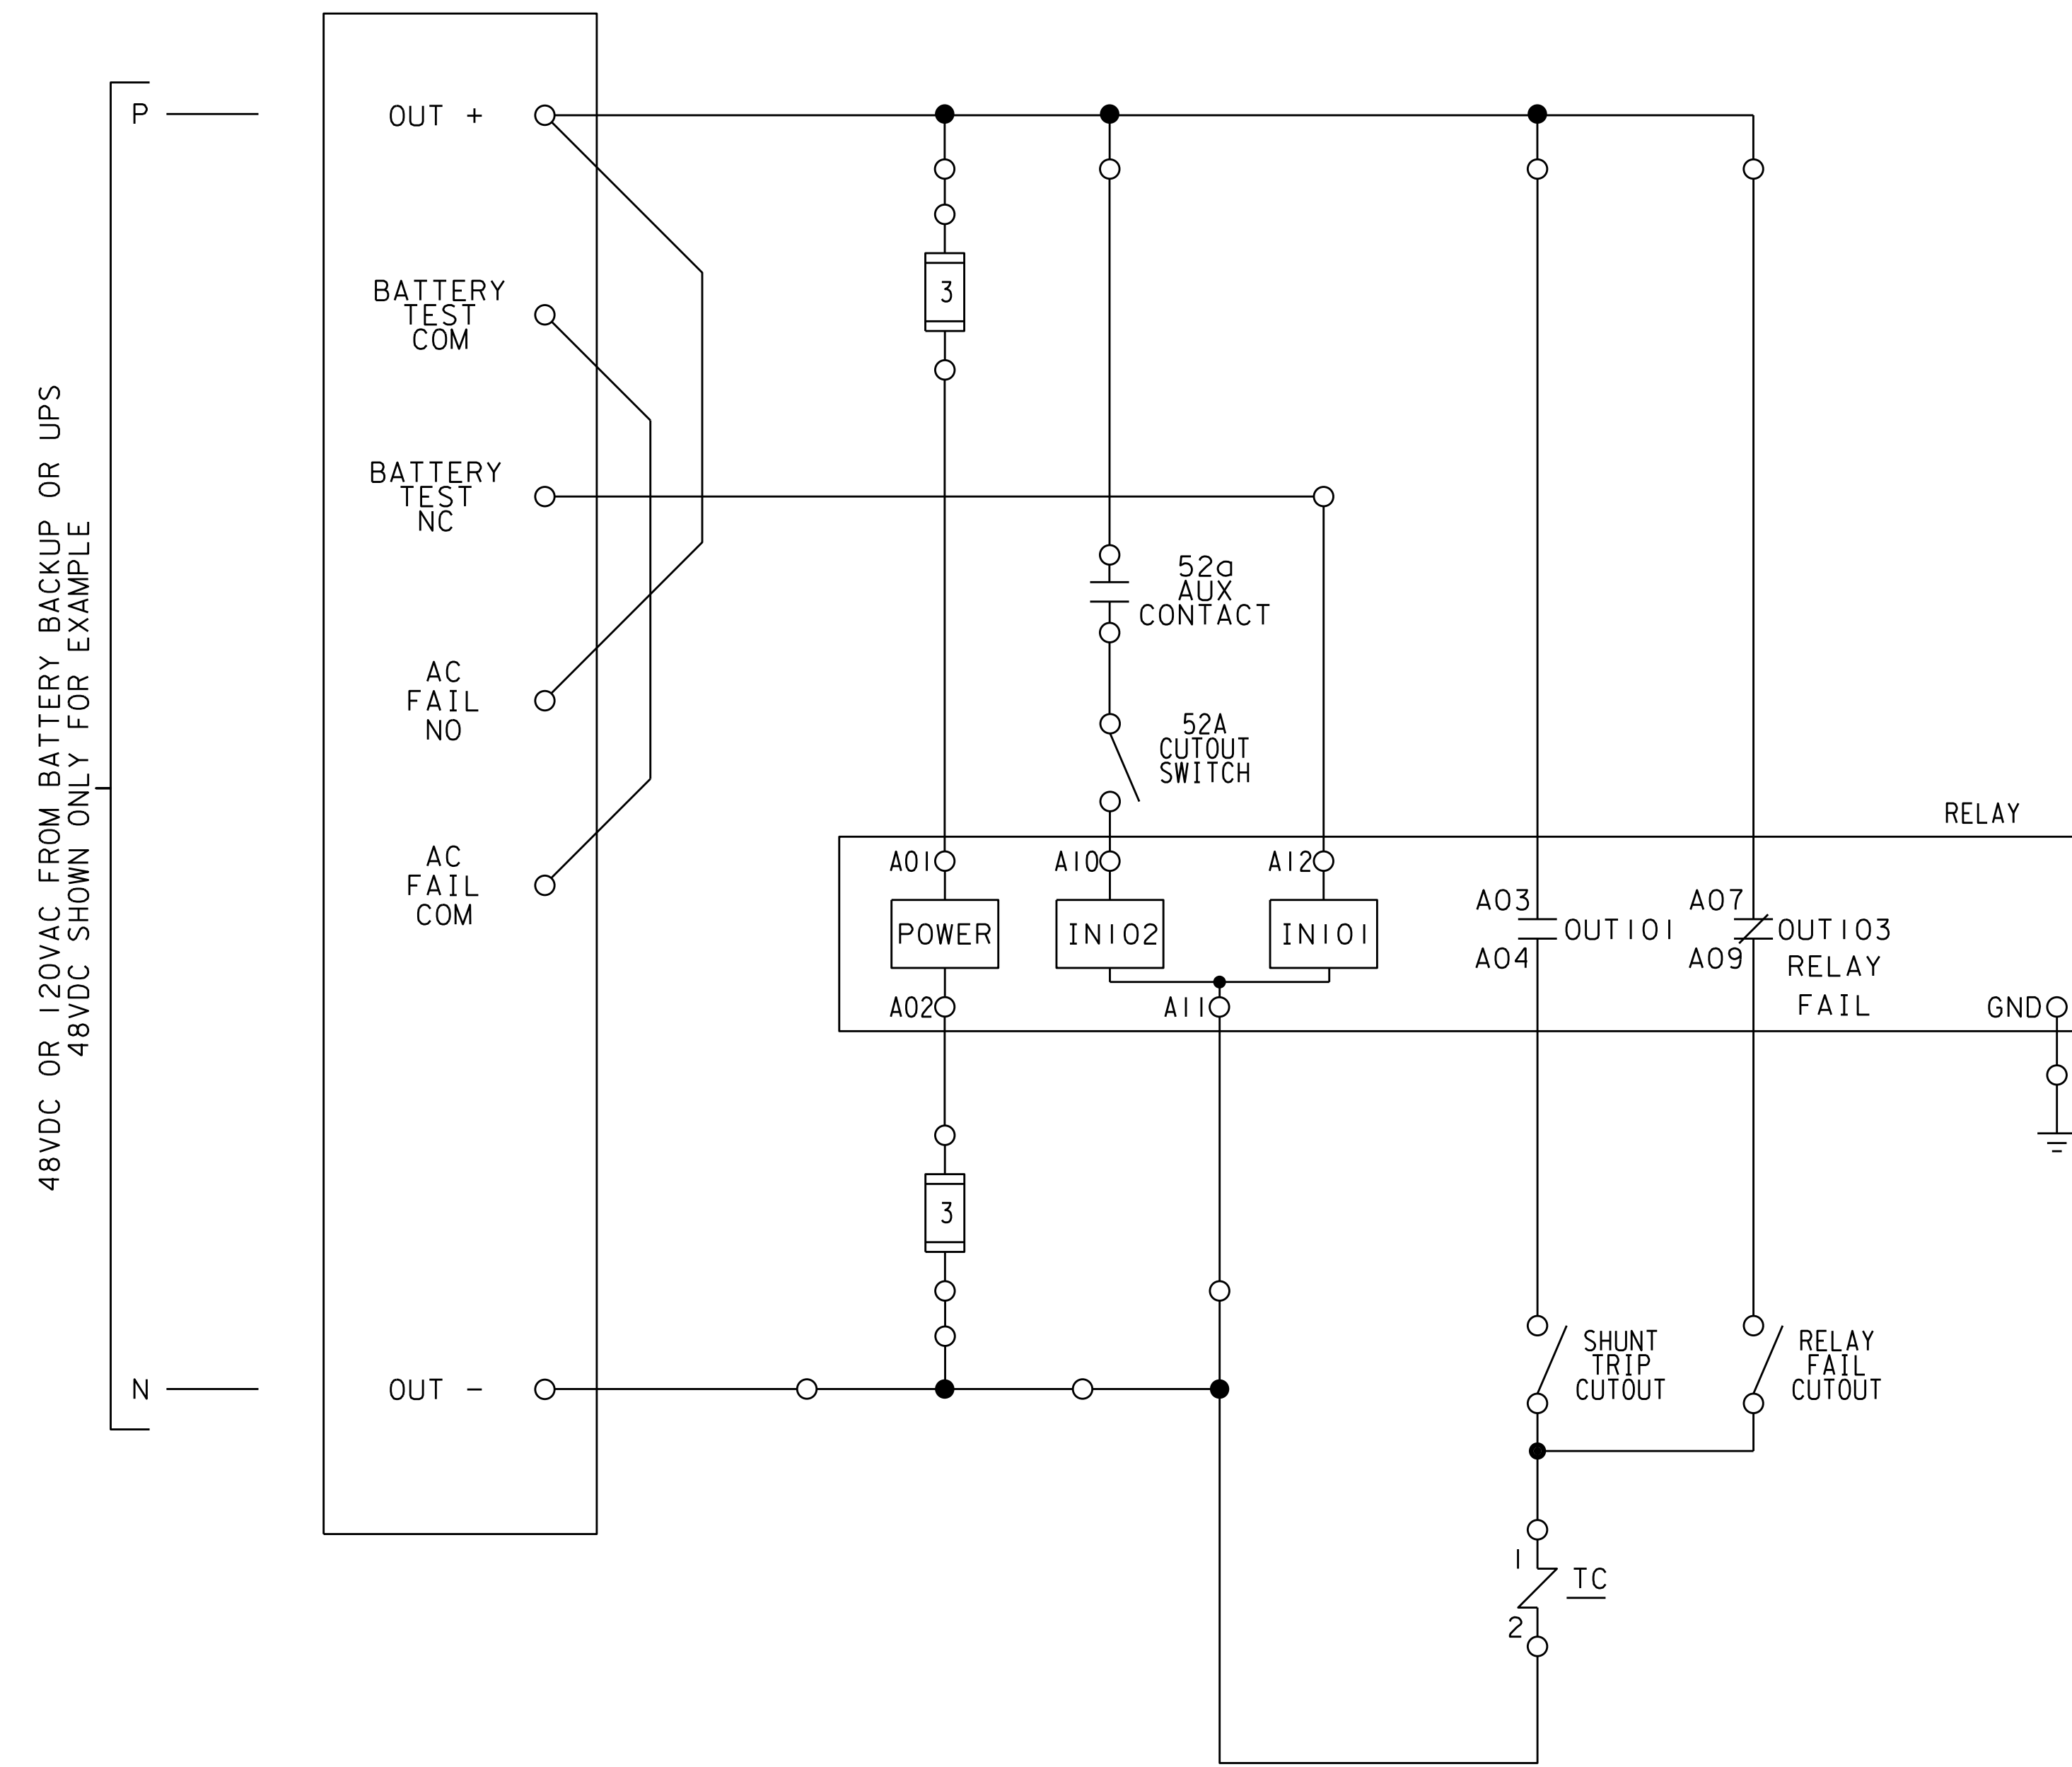 48VDC OR 120VAC FROM BATTERY BACKUP OR UPS
48VDC SHOWN ONLY FOR EXAMPLE
P
OUT +
BATTERY
TEST
COM
BATTERY
TEST
NC
AC
FAIL
NO
AC
FAIL
COM
N
OUT -
3
52a
AUX
CONTACT
52A
CUTOUT
SWITCH
RELAY
A01
A10
A12
POWER
IN102
IN101
A02
A11
A03
OUT101
A04
A07
OUT103
A09
RELAY
FAIL
GND
3
SHUNT
TRIP
CUTOUT
RELAY
FAIL
CUTOUT
1
TC
2